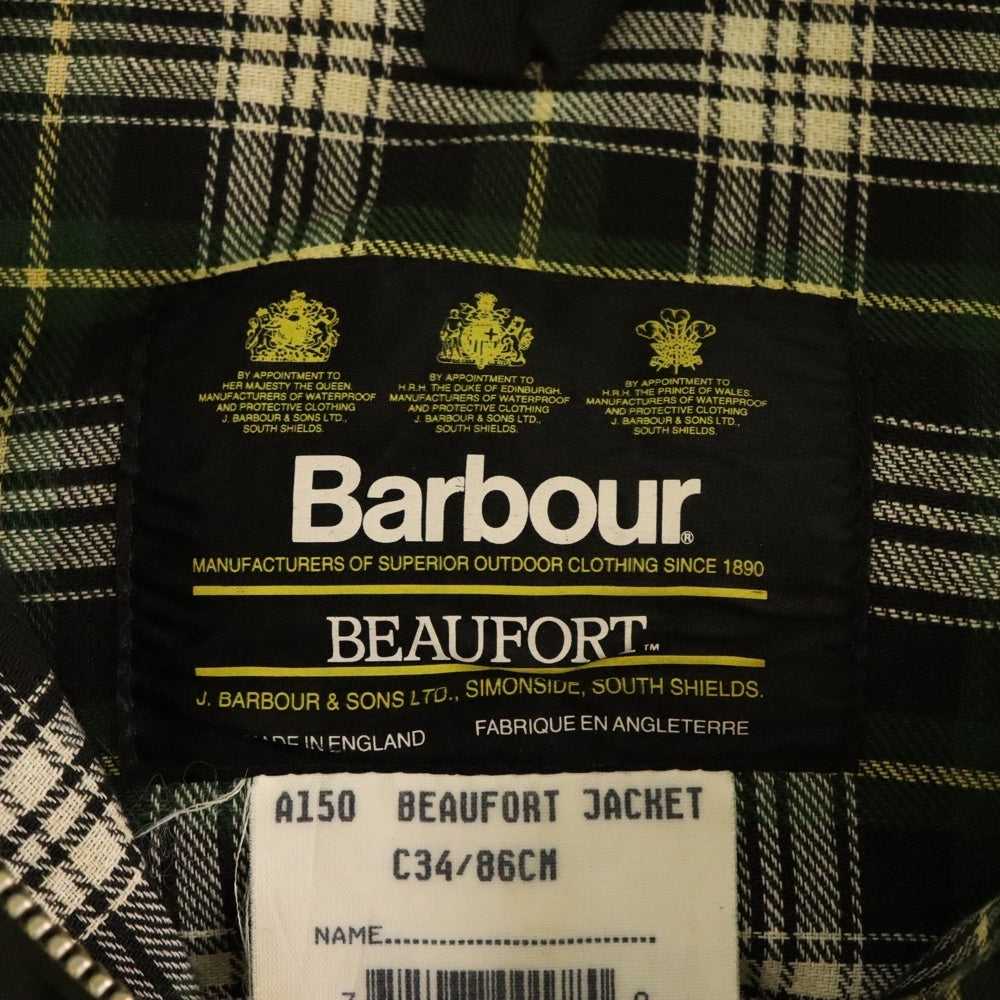 BY APPOINTMENT TO
HER MAJESTY THE QUEEN.
MANUFACTURERS OF WATERPROOF
AND PROTECTIVE CLOTHING
J. BARBOUR & SONS LTD.,
SOUTH SHIELDS.
BY APPOINTMENT TO
H.R.H. THE DUKE OF EDINBURGH.
MANUFACTURERS OF WATERPROOF
AND PROTECTIVE CLOTHING
J. BARBOUR & SONS LTD.,
SOUTH SHIELDS.
BY APPOINTMENT TO
H.R.H. THE PRINCE OF WALES.
MANUFACTURERS OF WATERPROOF
AND PROTECTIVE CLOTHING
J. BARBOUR & SONS LTD.,
SOUTH SHIELDS.
Barbour®
MANUFACTURERS OF SUPERIOR OUTDOOR CLOTHING SINCE 1890
BEAUFORT™
J. BARBOUR & SONS LTD., SIMONSIDE, SOUTH SHIELDS.
MADE IN ENGLAND FABRIQUE EN ANGLETERRE
A150 BEAUFORT JACKET
C34/86CM
NAME...................................